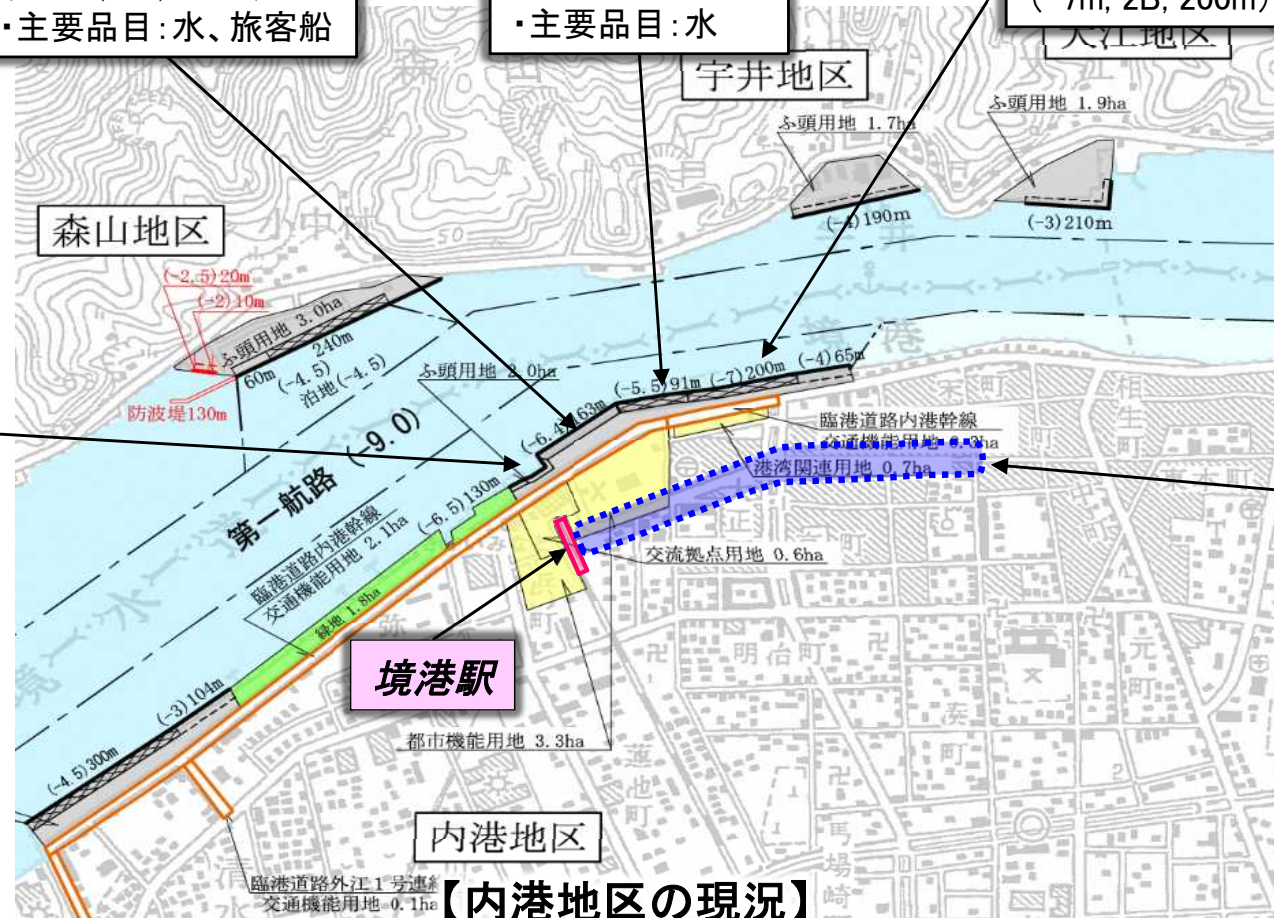 ・主要品目：水、旅客船
・主要品目：水
大江地区
宇井地区
ふ頭用地 1.9ha
ふ頭用地 1.7ha
(-4)190m
(-3)210m
森山地区
(-2.5)20m
(-2)10m
ふ頭用地 3.0ha
240m
60m
(-4.5)
泊地(-4.5)
防波堤130m
ふ頭用地 2.0ha
(-6.4)163m
(-5.5)91m
(-7)200m
(-4)65m
境港
臨港道路内港幹線
港湾関連用地 0.7ha
第一航路 (-9.0)
(-6.5)130m
臨港道路内港幹線
交通機能用地 2.1ha
緑地 1.8ha
交流拠点用地 0.6ha
境港駅
明治町
都市機能用地 3.3ha
(-3)104m
(-4.5)300m
内港地区
臨港道路外江1号連
交通機能用地 0.1ha
【内港地区の現況】